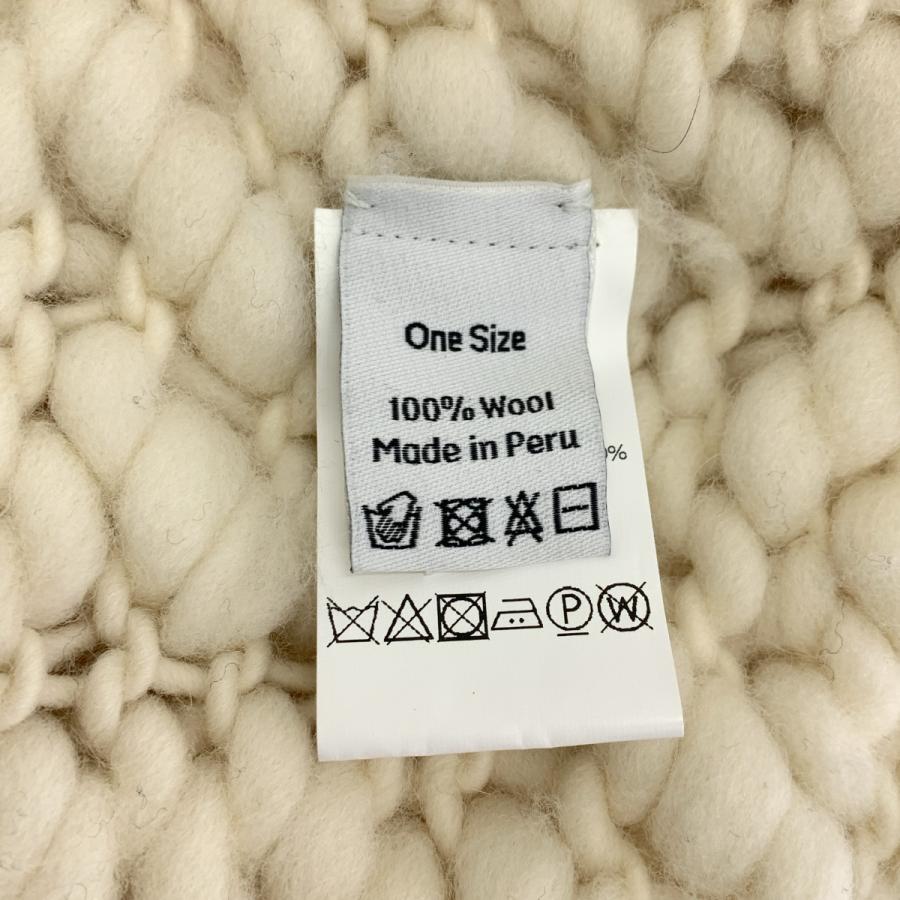 One Size
100% Wool
Made in Peru
%
P W